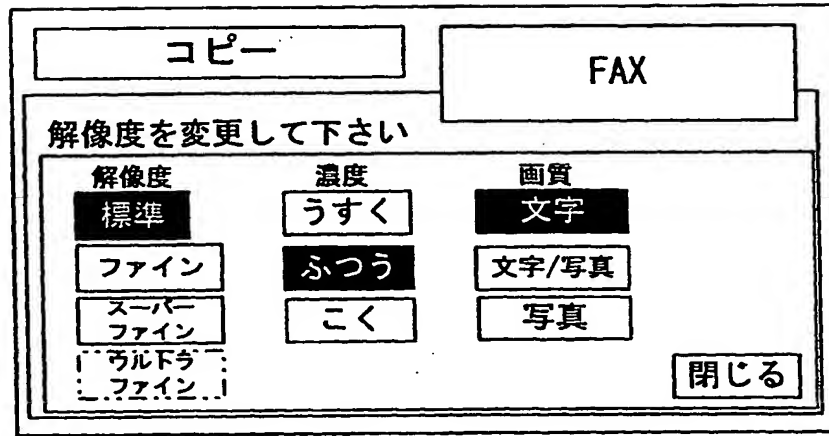 コピー
FAX
解像度を変更して下さい
解像度 濃度 画質
標準 うすく 文字
ファイン ふつう 文字/写真
スーパー
ファイン こく 写真
ウルトラ
ファイン
閉じる